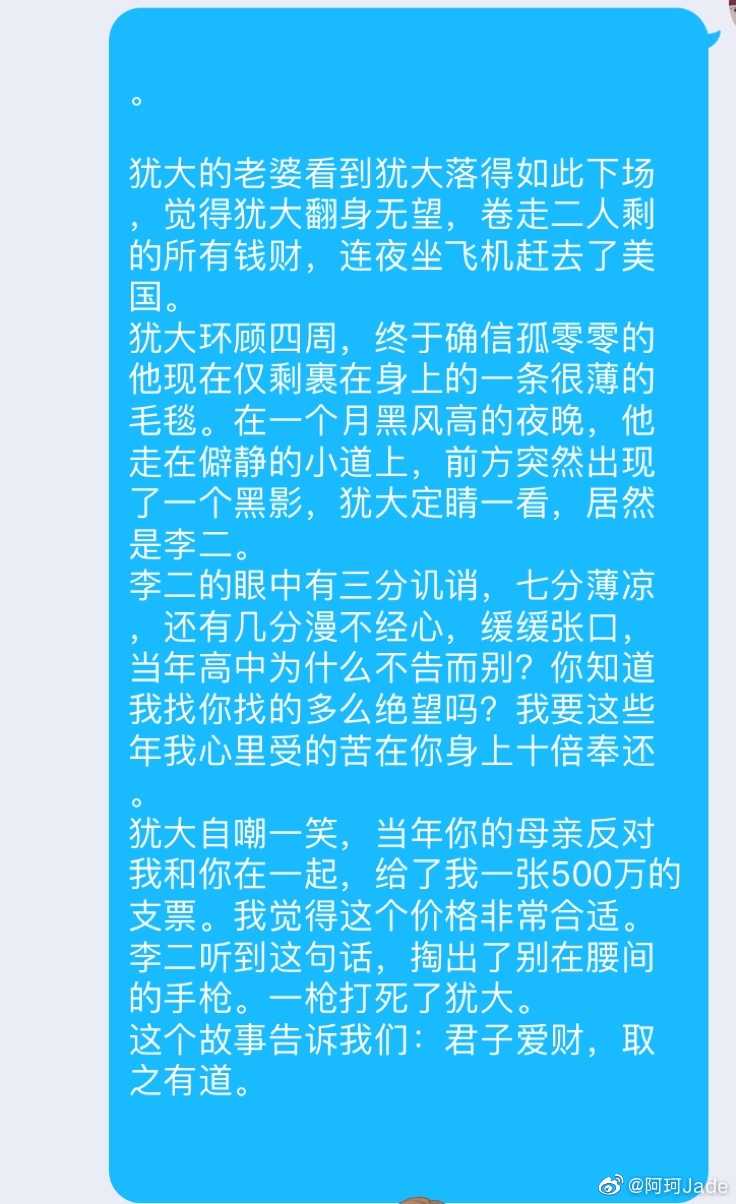 。
犹大的老婆看到犹大落得如此下场
，觉得犹大翻身无望，卷走二人剩
的所有钱财，连夜坐飞机赶去了美
国。
犹大环顾四周，终于确信孤零零的
他现在仅剩裹在身上的一条很薄的
毛毯。在一个月黑风高的夜晚，他
走在僻静的小道上，前方突然出现
了一个黑影，犹大定睛一看，居然
是李二。
李二的眼中有三分讥诮，七分薄凉
，还有几分漫不经心，缓缓张口，
当年高中为什么不告而别？你知道
我找你找的多么绝望吗？我要这些
年我心里受的苦在你身上十倍奉还
。
犹大自嘲一笑，当年你的母亲反对
我和你在一起，给了我一张500万的
支票。我觉得这个价格非常合适。
李二听到这句话，掏出了别在腰间
的手枪。一枪打死了犹大。
这个故事告诉我们：君子爱财，取
之有道。
@阿珂Jade